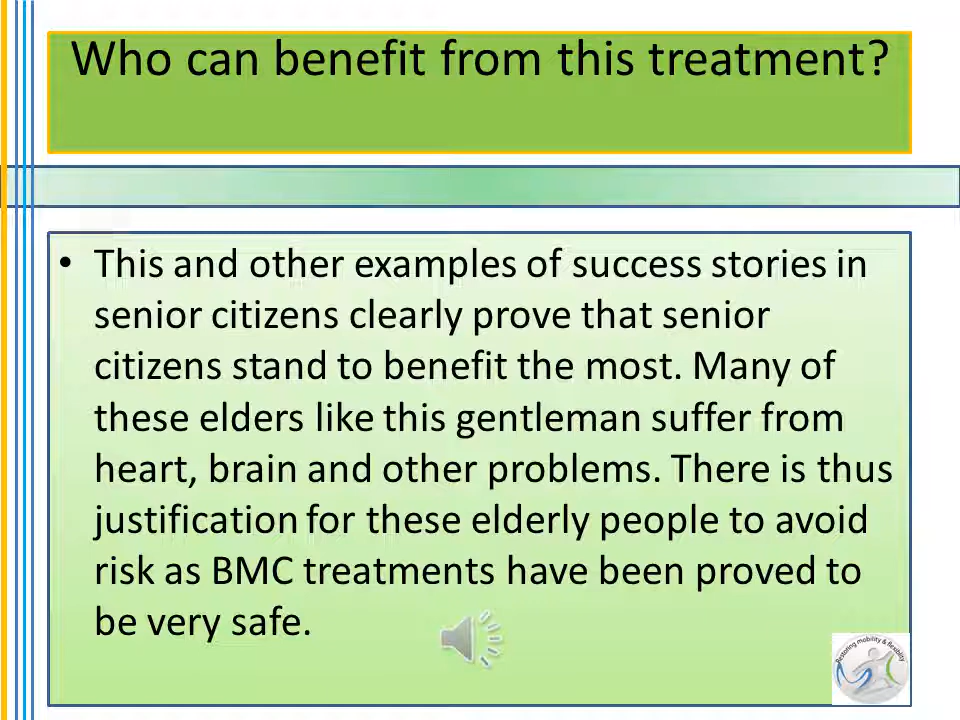 Who can benefit from this treatment?
• This and other examples of success stories in
senior citizens clearly prove that senior
citizens stand to benefit the most. Many of
these elders like this gentleman suffer from
heart, brain and other problems. There is thus
justification for these elderly people to avoid
risk as BMC treatments have been proved to
be very safe.
Restoring mobility & flexibility